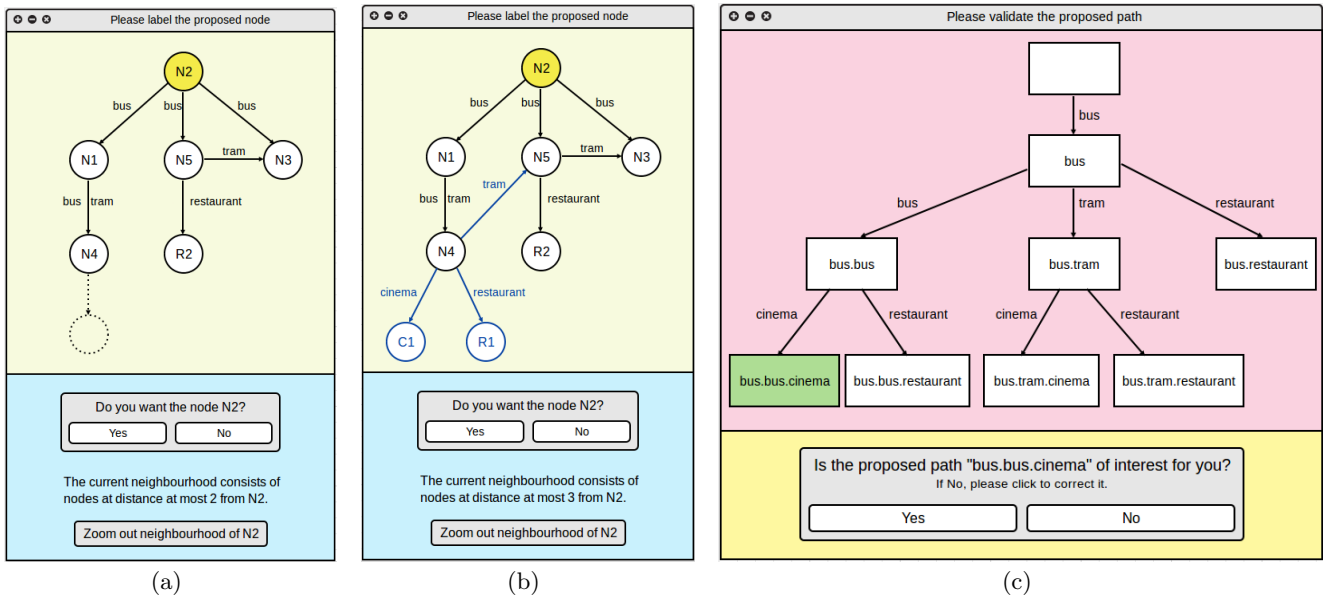 Please label the proposed node
N2
bus
bus
bus
N1
N5
tram
N3
bus
tram
restaurant
N4
R2
Do you want the node N2?
Yes
No
The current neighbourhood consists of
nodes at distance at most 2 from N2.
Zoom out neighbourhood of N2
(a)
Please label the proposed node
N2
bus
bus
bus
N1
N5
tram
N3
tram
bus
tram
restaurant
N4
R2
cinema
restaurant
C1
R1
Do you want the node N2?
Yes
No
The current neighbourhood consists of
nodes at distance at most 3 from N2.
Zoom out neighbourhood of N2
(b)
Please validate the proposed path
bus
bus
bus
tram
restaurant
bus.bus
bus.tram
bus.restaurant
cinema
restaurant
cinema
restaurant
bus.bus.cinema
bus.bus.restaurant
bus.tram.cinema
bus.tram.restaurant
Is the proposed path "bus.bus.cinema" of interest for you?
If No, please click to correct it.
Yes
No
(c)